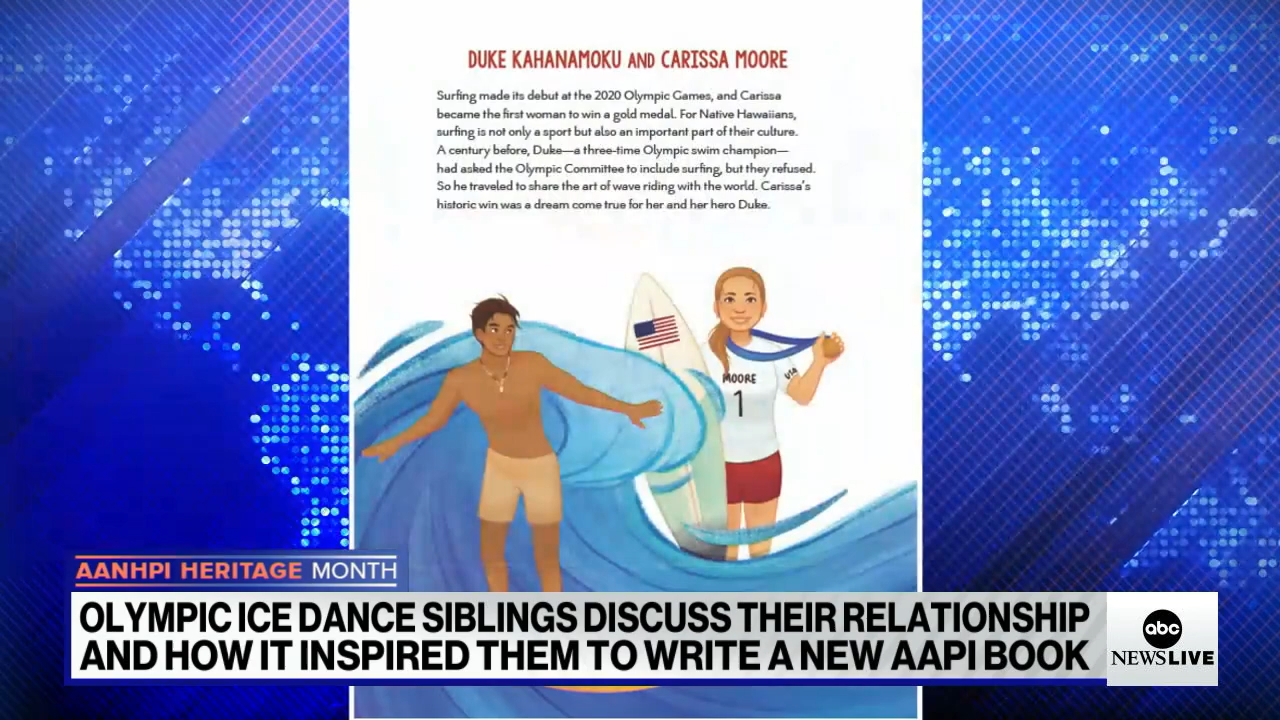 DUKE KAHANAMOKU AND CARISSA MOORE
Surfing made its debut at the 2020 Olympic Games, and Carissa
became the first woman to win a gold medal. For Native Hawaiians,
surfing is not only a sport but also an important part of their culture.
A century before, Duke—a three-time Olympic swim champion—
had asked the Olympic Committee to include surfing, but they refused.
So he traveled to share the art of wave riding with the world. Carissa's
historic win was a dream come true for her and her hero Duke.
MOORE
1
USA
AANHPI HERITAGE MONTH
OLYMPIC ICE DANCE SIBLINGS DISCUSS THEIR RELATIONSHIP
AND HOW IT INSPIRED THEM TO WRITE A NEW AAPI BOOK
abc
NEWS LIVE